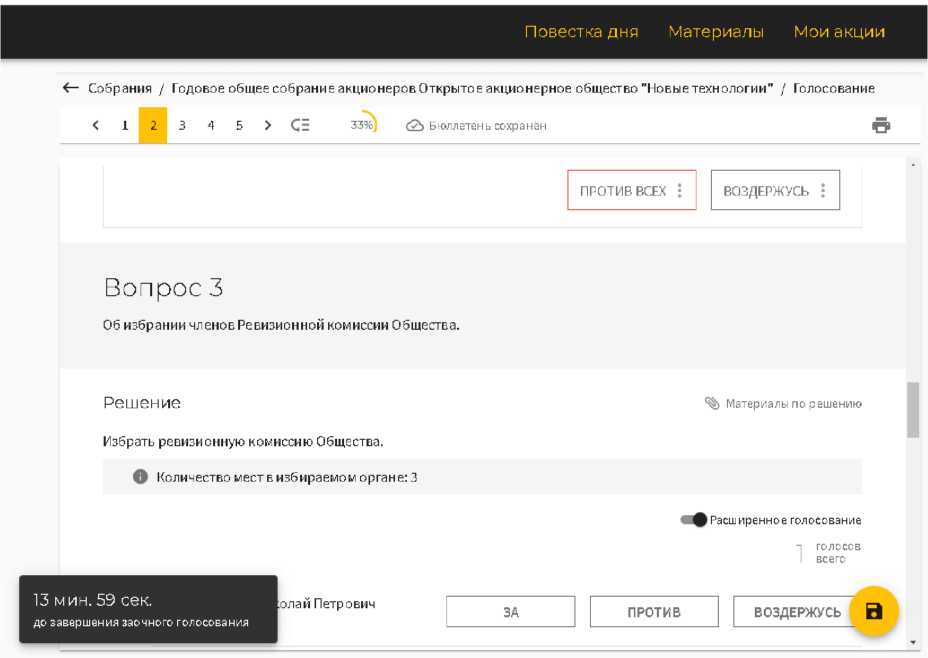 Повестка дня Материалы Мои акции
← Собрания / Годовое общее собрание акционеров Открытое акционерное общество "Новые технологии" / Голосование
1 2 3 4 5 33% Бюллетень сохранён
ПРОТИВ ВСЕХ ВОЗДЕРЖУСЬ
Вопрос 3
Об избрании членов Ревизионной комиссии Общества.
Решение Материалы по решению
Избрать ревизионную комиссию Общества.
Количество мест в избираемом органе: 3
Расширенное голосование
1 голосов
всего
олай Петрович ЗА ПРОТИВ ВОЗДЕРЖУСЬ
13 мин. 59 сек.
до завершения заочного голосования